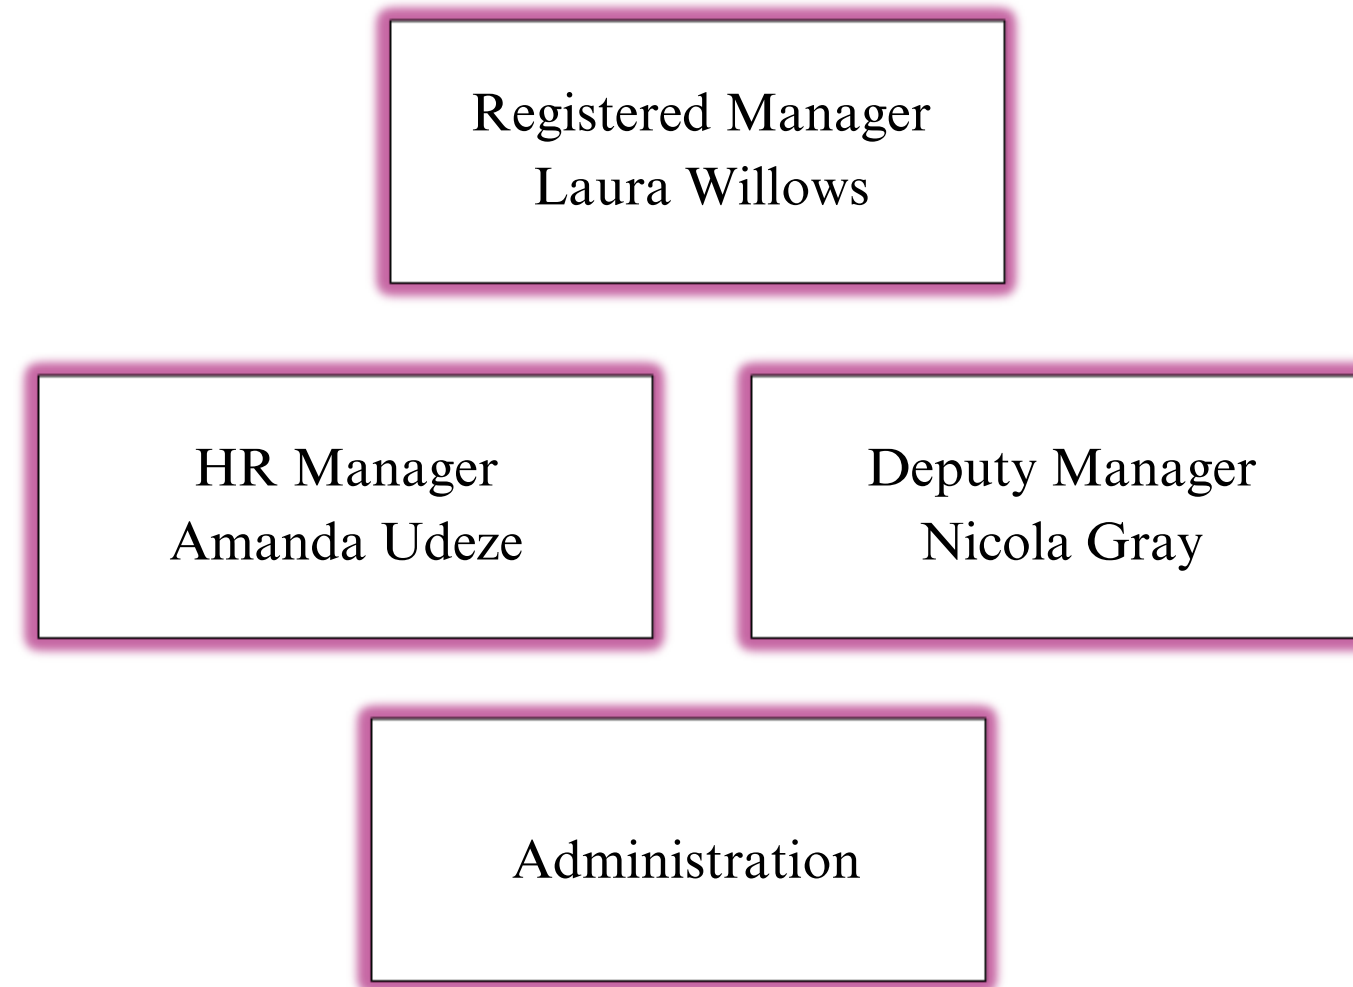 Registered Manager
Laura Willows
HR Manager
Amanda Udeze
Deputy Manager
Nicola Gray
Administration